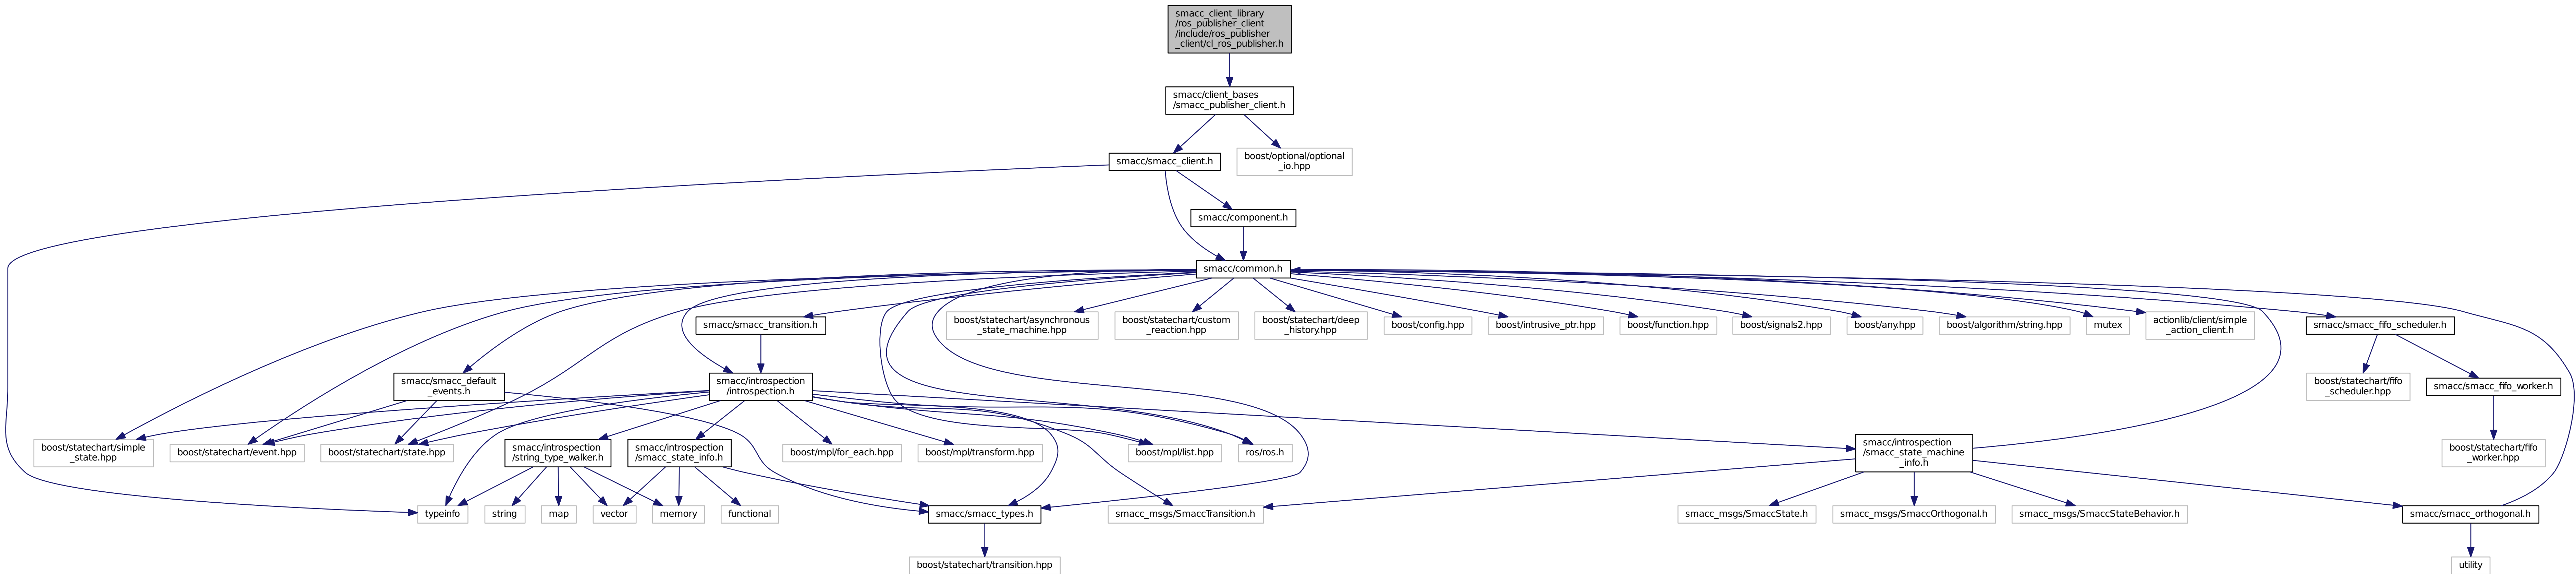 smacc_client_library
/ros_publisher_client
/include/ros_publisher
_client/cl_ros_publisher.h
smacc/client_bases
/smacc_publisher_client.h
smacc/smacc_client.h
boost/optional/optional
_io.hpp
smacc/component.h
smacc/common.h
smacc/smacc_transition.h
boost/statechart/asynchronous
_state_machine.hpp
boost/statechart/custom
_reaction.hpp
boost/statechart/deep
_history.hpp
boost/config.hpp
boost/intrusive_ptr.hpp
boost/function.hpp
boost/signals2.hpp
boost/any.hpp
boost/algorithm/string.hpp
mutex
actionlib/client/simple
_action_client.h
smacc/smacc_fifo_scheduler.h
smacc/smacc_default
_events.h
smacc/introspection
/introspection.h
boost/statechart/fifo
_scheduler.hpp
smacc/smacc_fifo_worker.h
boost/statechart/simple
_state.hpp
boost/statechart/event.hpp
boost/statechart/state.hpp
smacc/introspection
/string_type_walker.h
smacc/introspection
/smacc_state_info.h
boost/mpl/for_each.hpp
boost/mpl/transform.hpp
boost/mpl/list.hpp
ros/ros.h
smacc/introspection
/smacc_state_machine
_info.h
boost/statechart/fifo
_worker.hpp
typeinfo
string
map
vector
memory
functional
smacc/smacc_types.h
smacc_msgs/SmaccTransition.h
smacc_msgs/SmaccState.h
smacc_msgs/SmaccOrthogonal.h
smacc_msgs/SmaccStateBehavior.h
smacc/smacc_orthogonal.h
boost/statechart/transition.hpp
utility